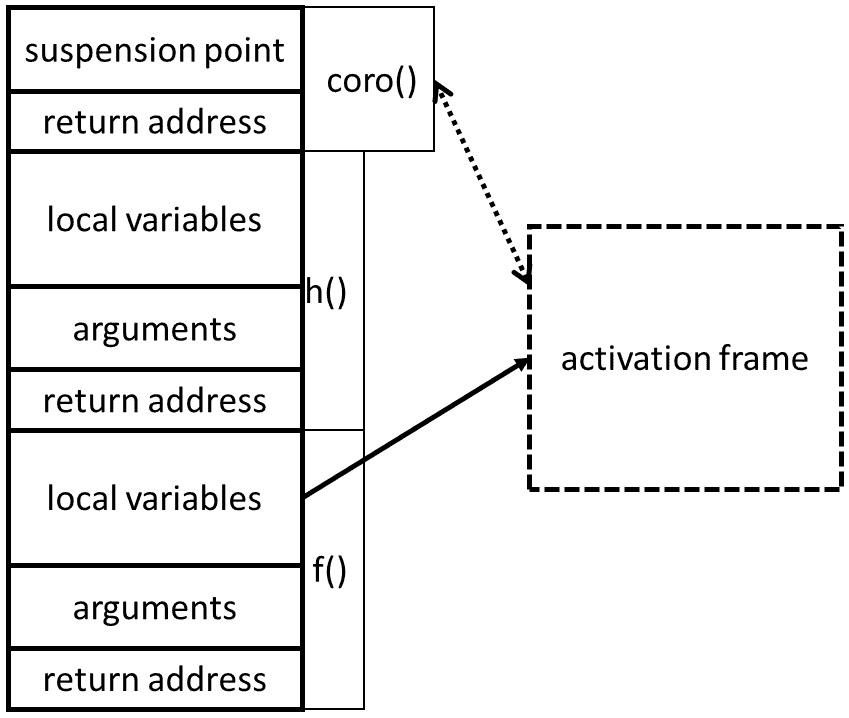 suspension point
coro()
return address
local variables
h()
arguments
return address
local variables
f()
arguments
return address
activation frame